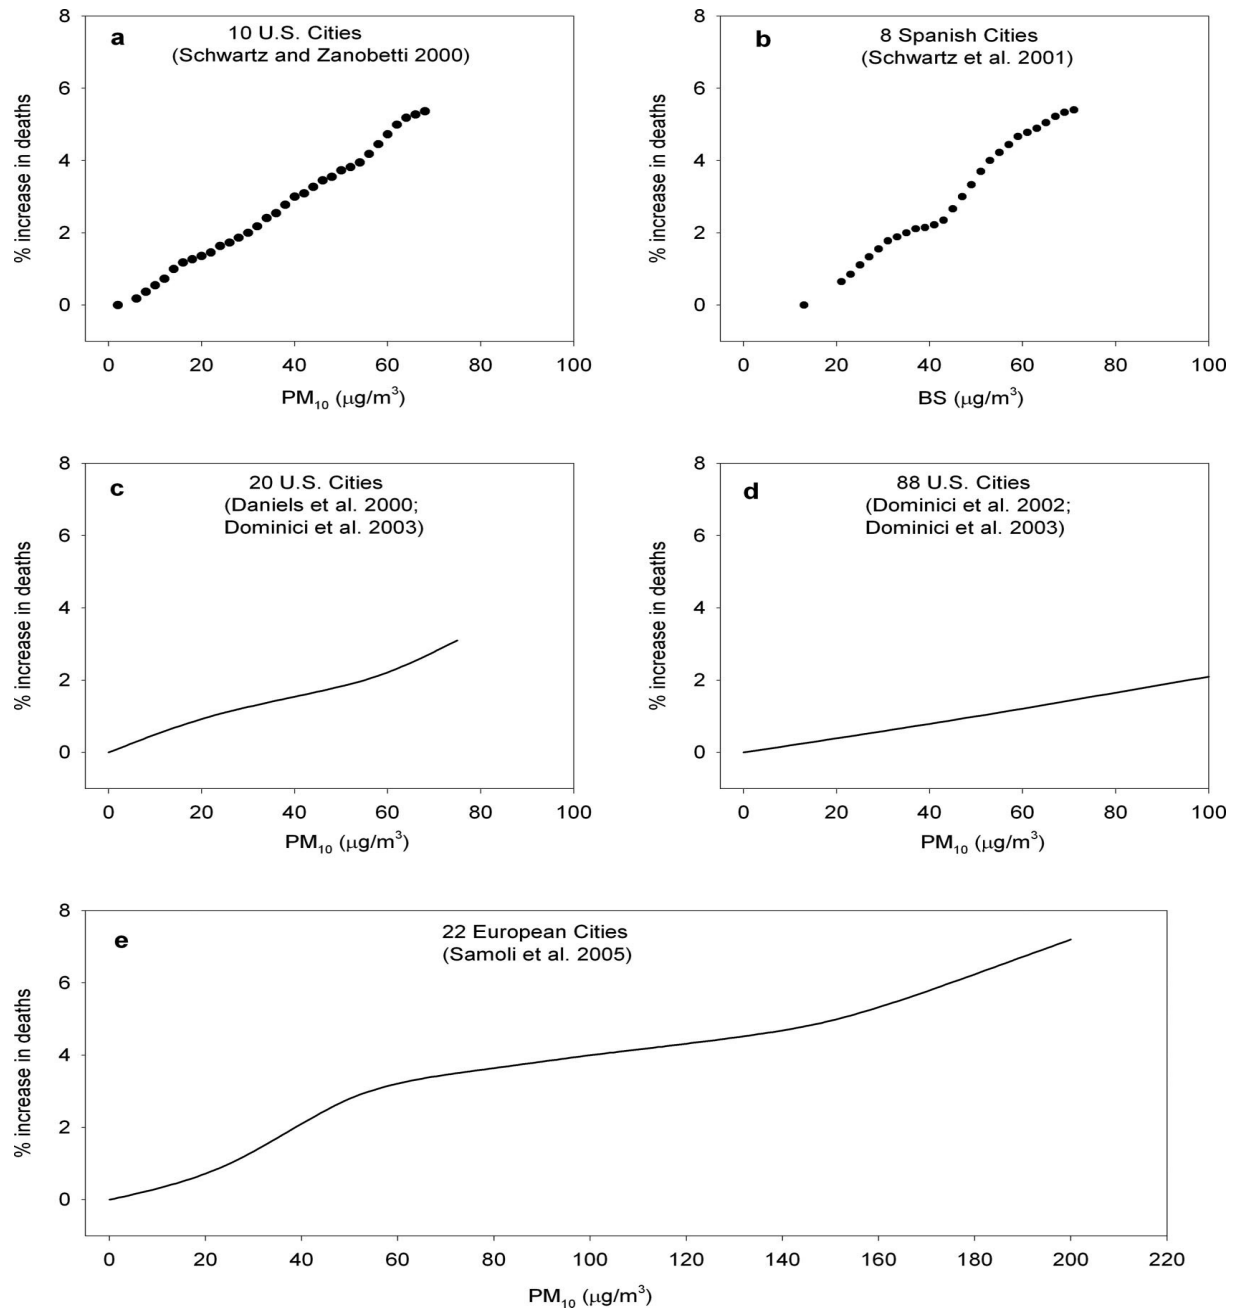 a
10 U.S. Cities
(Schwartz and Zanobetti 2000)
% increase in deaths
8
6
4
2
0
0 20 40 60 80 100
PM10 (μg/m3)
b
8 Spanish Cities
(Schwartz et al. 2001)
% increase in deaths
8
6
4
2
0
0 20 40 60 80 100
BS (μg/m3)
c
20 U.S. Cities
(Daniels et al. 2000;
Dominici et al. 2003)
% increase in deaths
8
6
4
2
0
0 20 40 60 80 100
PM10 (μg/m3)
d
88 U.S. Cities
(Dominici et al. 2002;
Dominici et al. 2003)
% increase in deaths
8
6
4
2
0
0 20 40 60 80 100
PM10 (μg/m3)
e
22 European Cities
(Samoli et al. 2005)
% increase in deaths
8
6
4
2
0
0 20 40 60 80 100 120 140 160 180 200 220
PM10 (μg/m3)